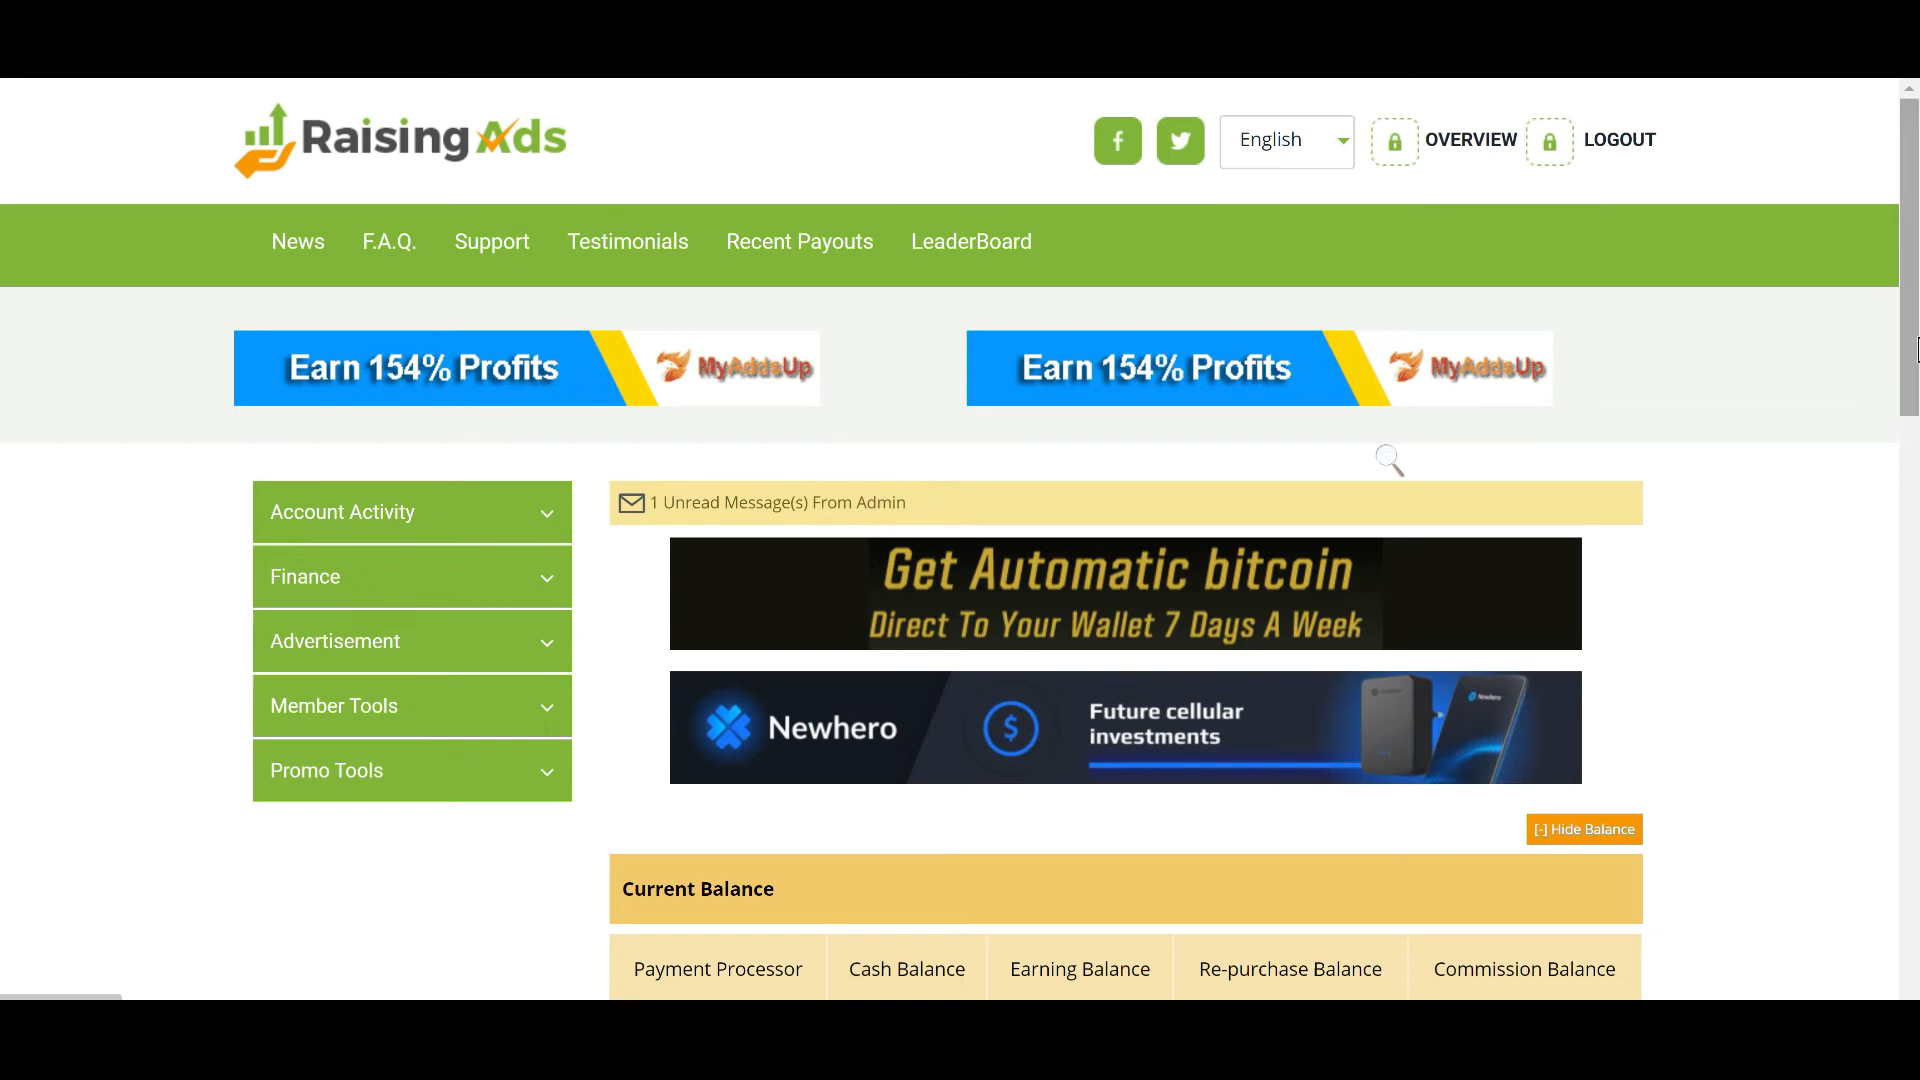 Raising Ads
English
OVERVIEW
LOGOUT
News F.A.Q. Support Testimonials Recent Payouts LeaderBoard
Earn 154% Profits MyAddsUp
Earn 154% Profits MyAddsUp
Account Activity
Finance
Advertisement
Member Tools
Promo Tools
1 Unread Message(s) From Admin
Get Automatic bitcoin
Direct To Your Wallet 7 Days A Week
Newhero
Future cellular
investments
Newhero
[-] Hide Balance
Current Balance
Payment Processor Cash Balance Earning Balance Re-purchase Balance Commission Balance